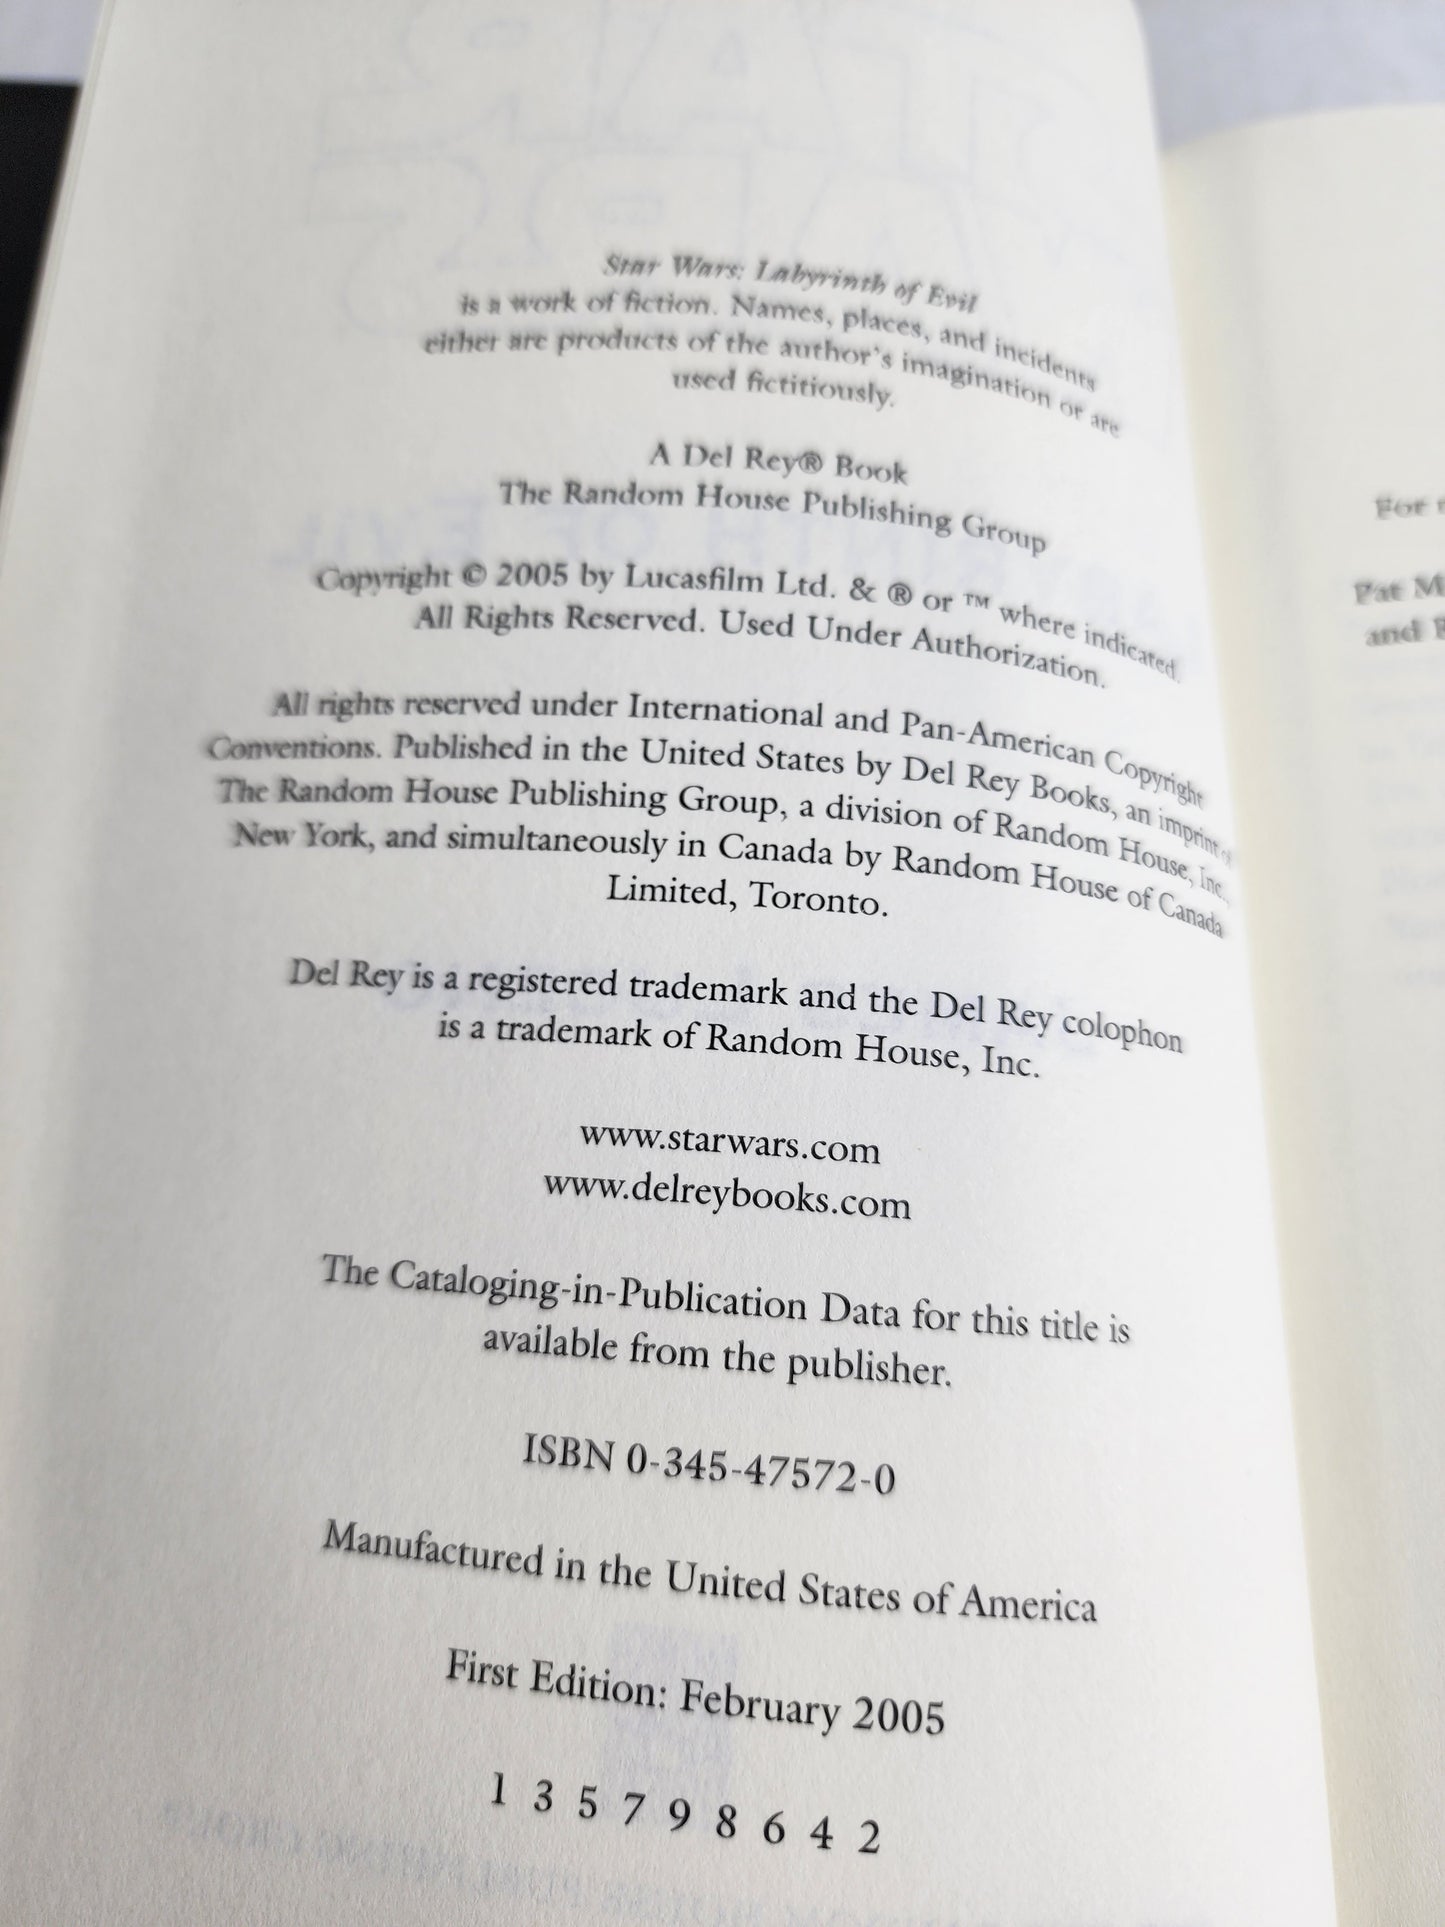 Star Wars: Labyrinth of Evil
is a work of fiction. Names, places, and incidents
either are products of the author's imagination or are
used fictitiously.
A Del Rey® Book
The Random House Publishing Group
Copyright © 2005 by Lucasfilm Ltd. & ® or ™ where indicated.
All Rights Reserved. Used Under Authorization.
All rights reserved under International and Pan-American Copyright
Conventions. Published in the United States by Del Rey Books, an imprint of
The Random House Publishing Group, a division of Random House, Inc.,
New York, and simultaneously in Canada by Random House of Canada
Limited, Toronto.
Del Rey is a registered trademark and the Del Rey colophon
is a trademark of Random House, Inc.
www.starwars.com
www.delreybooks.com
The Cataloging-in-Publication Data for this title is
available from the publisher.
ISBN 0-345-47572-0
Manufactured in the United States of America
First Edition: February 2005
1 3 5 7 9 8 6 4 2
For
Pat M
and